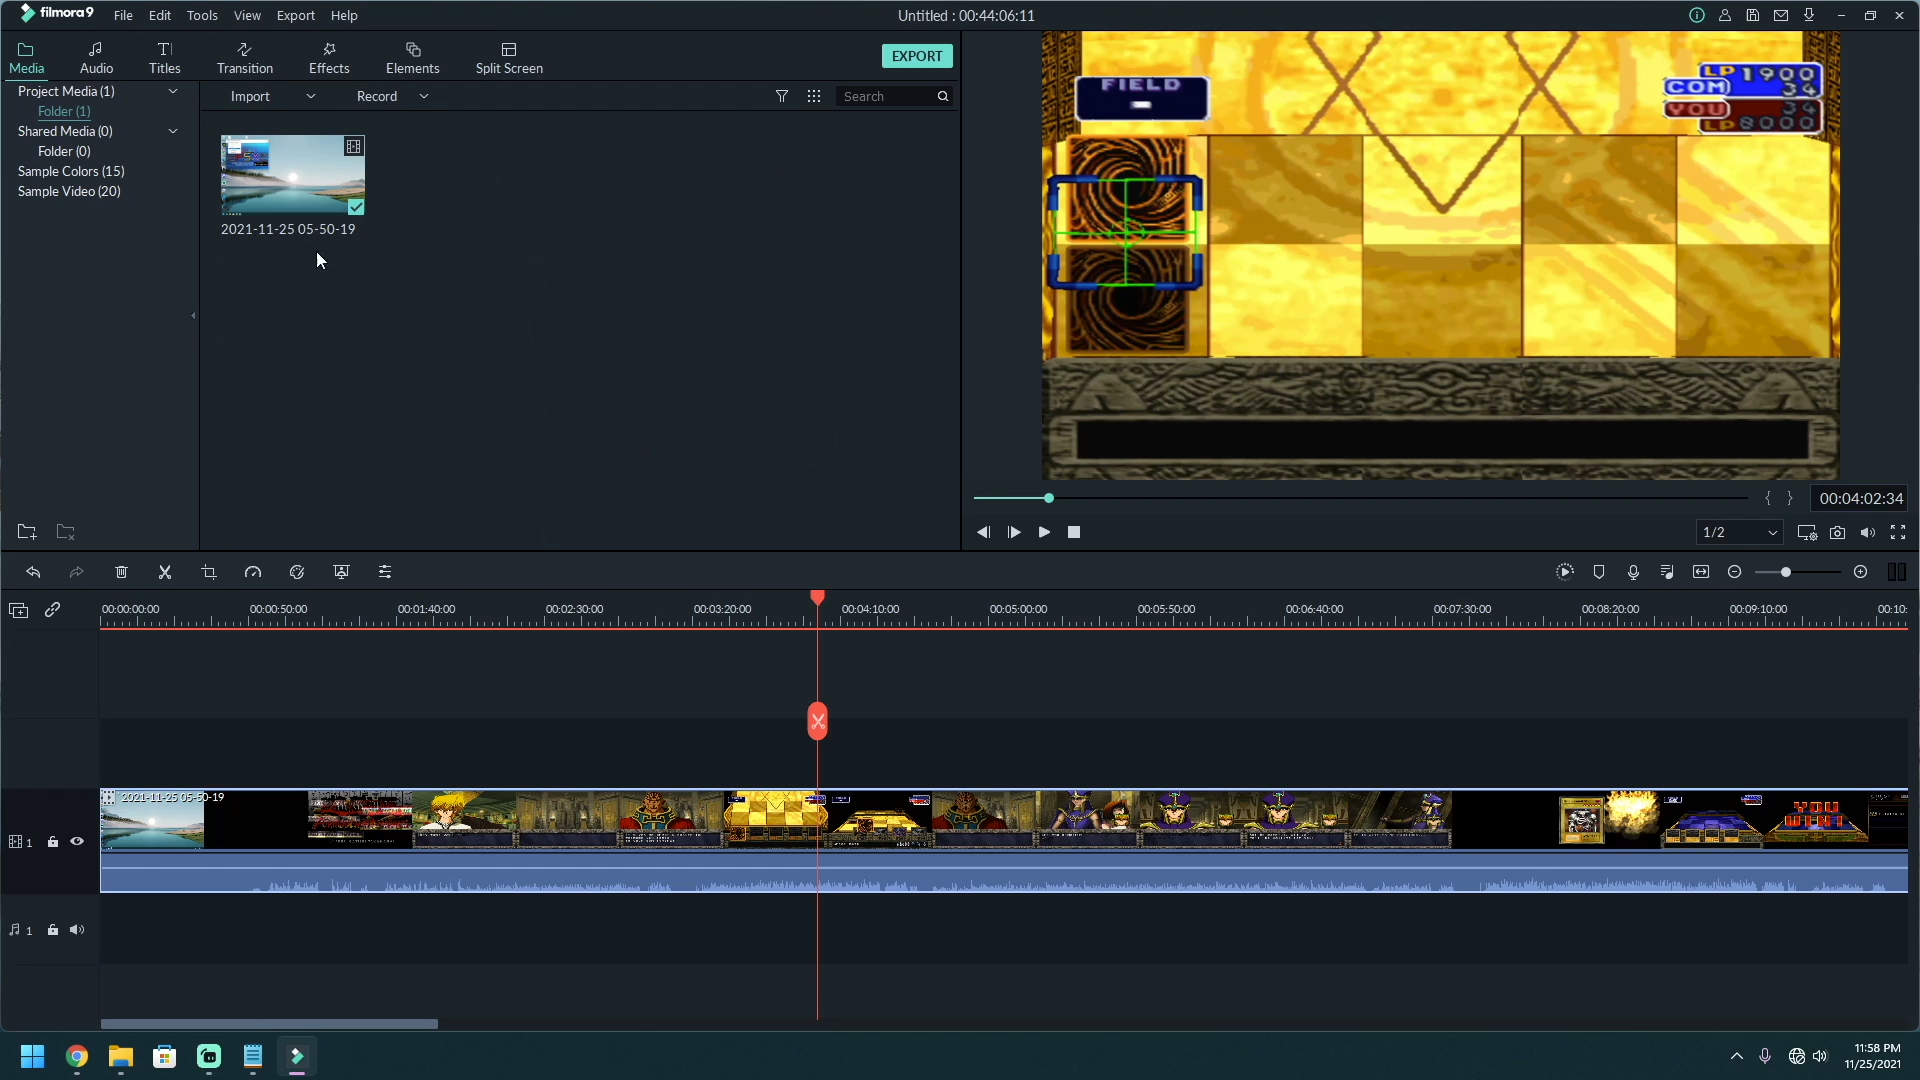 filmora9 File Edit Tools View Export Help Untitled : 00:44:06:11
Media Audio Titles Transition Effects Elements Split Screen EXPORT
Project Media (1)
Folder (1)
Shared Media (0)
Folder (0)
Sample Colors (15)
Sample Video (20)
Import Record Search
2021-11-25 05-50-19
FIELD
LP1900
COM 34
YOU 34
LP8000
00:04:02:34
1/2
00:00:00:00 00:00:50:00 00:01:40:00 00:02:30:00 00:03:20:00 00:04:10:00 00:05:00:00 00:05:50:00 00:06:40:00 00:07:30:00 00:08:20:00 00:09:10:00 00:10:
2021-11-25 05-50-19
YOU
WIN!
1
1
11:58 PM
11/25/2021